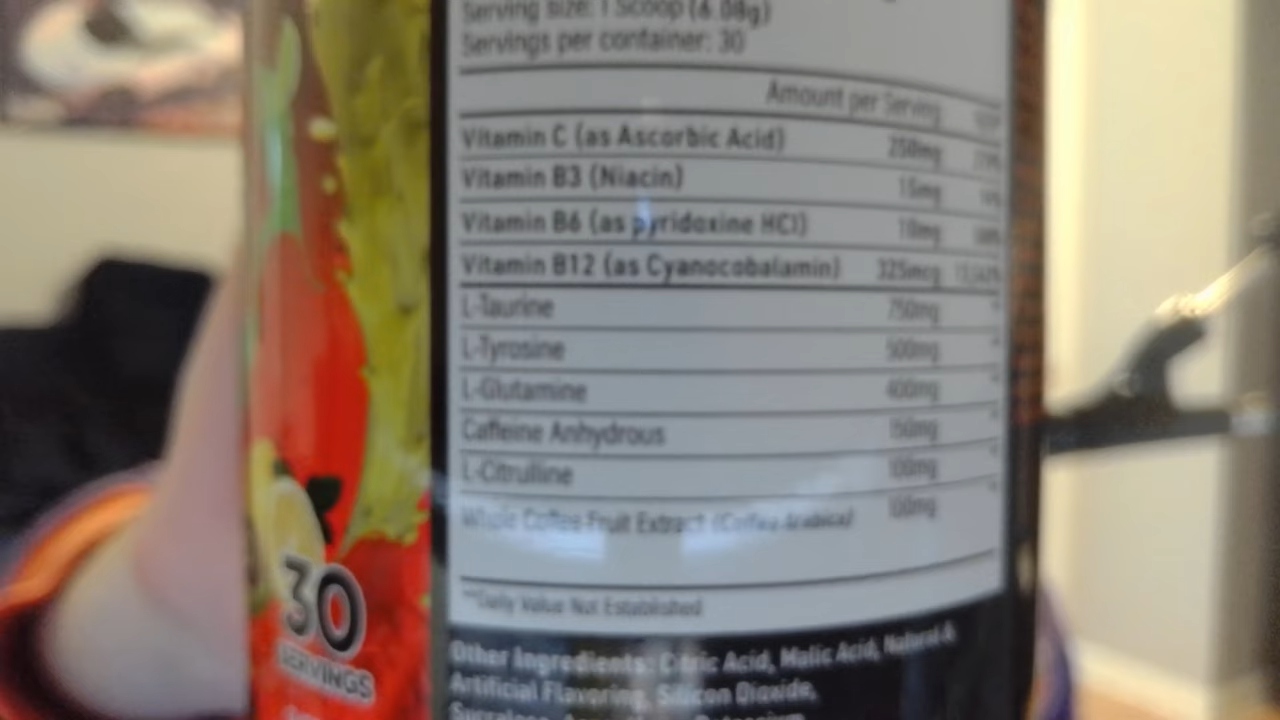 Serving size: 1 Scoop (6.08g)
Servings per container: 30
Amount per Serving
Vitamin C (as Ascorbic Acid) 250mg
Vitamin B3 (Niacin) 15mg
Vitamin B6 (as pyridoxine HCl) 10mg
Vitamin B12 (as Cyanocobalamin) 325mcg
L-Taurine 750mg
L-Tyrosine 500mg
L-Glutamine 400mg
Caffeine Anhydrous 150mg
L-Citrulline 100mg
Whole Coffee Fruit Extract (Coffea Arabica) 100mg
**Daily Value Not Established
Other Ingredients: Citric Acid, Malic Acid, Natural &
Artificial Flavoring, Silicon Dioxide,
Sucralose, Potassium
30
SERVINGS